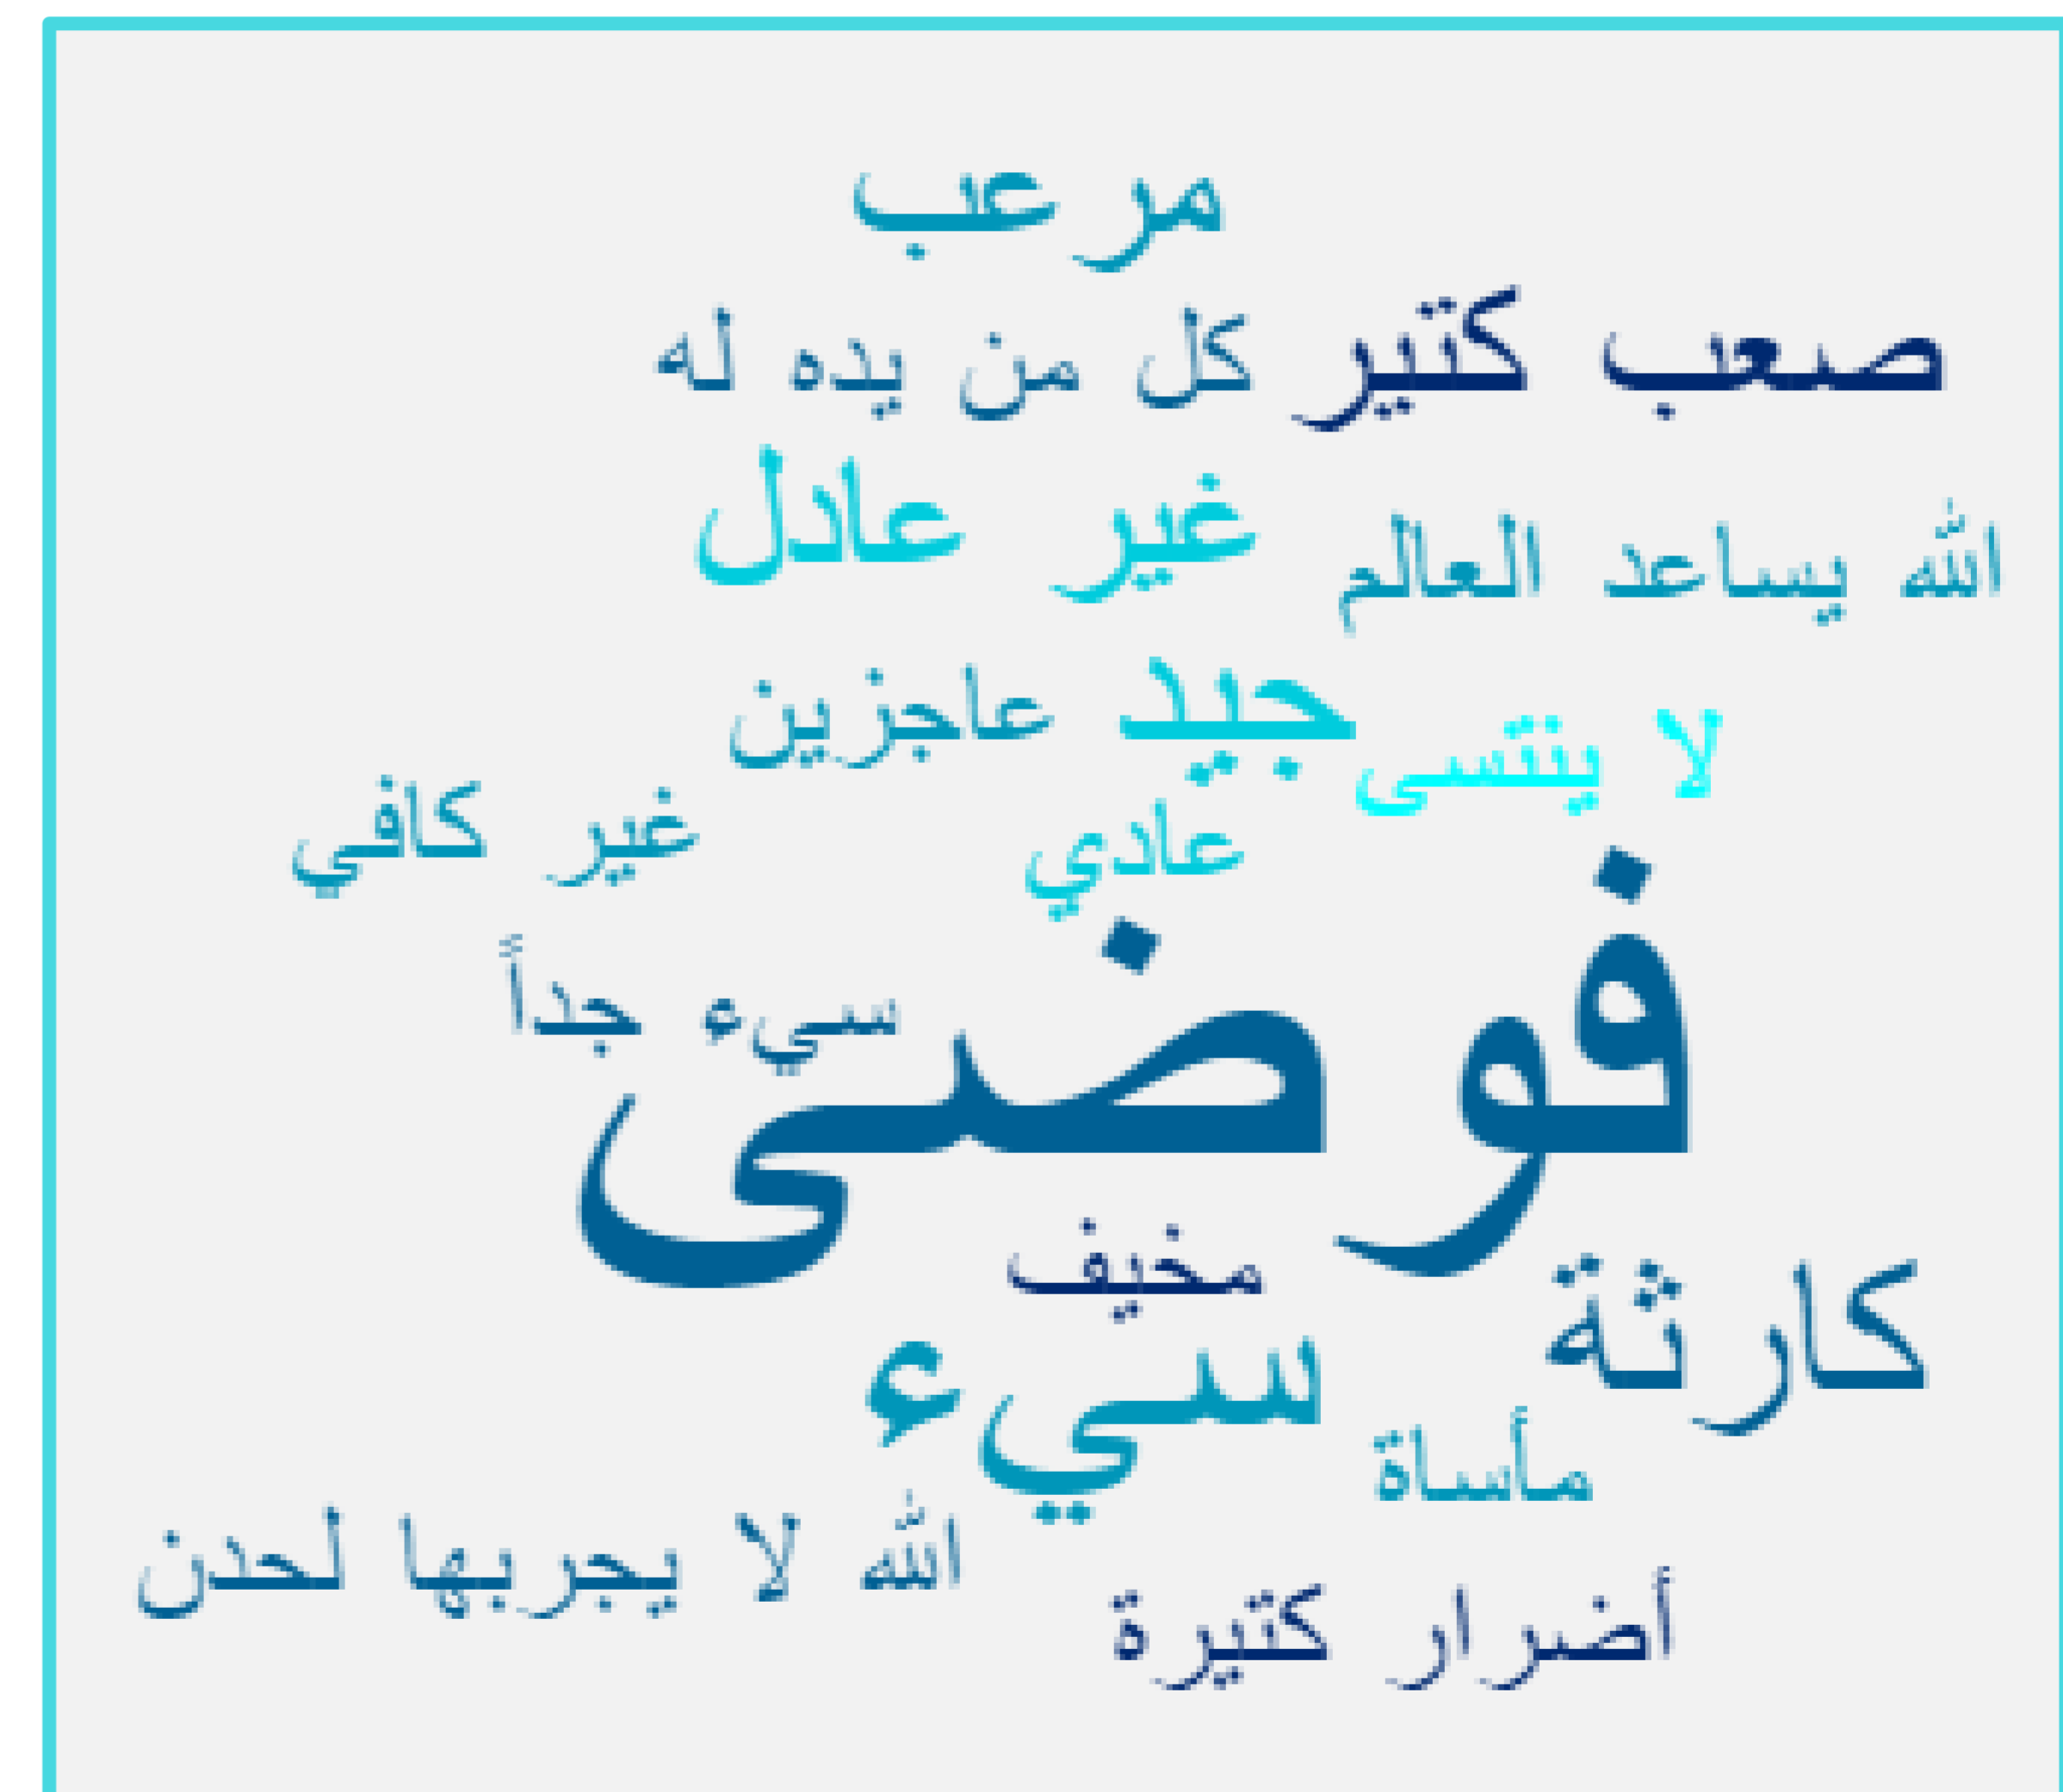 مرعب
صعب كتير
كل من يده له
غير عادل
الله يساعد العالم
جيد
عاجزين
لا ينتسى
غير كافي
عادي
فوضى
سيء جداً
مخيف
كارثة
سيء
مأساة
الله لا يجربها لحدن
أضرار كثيرة